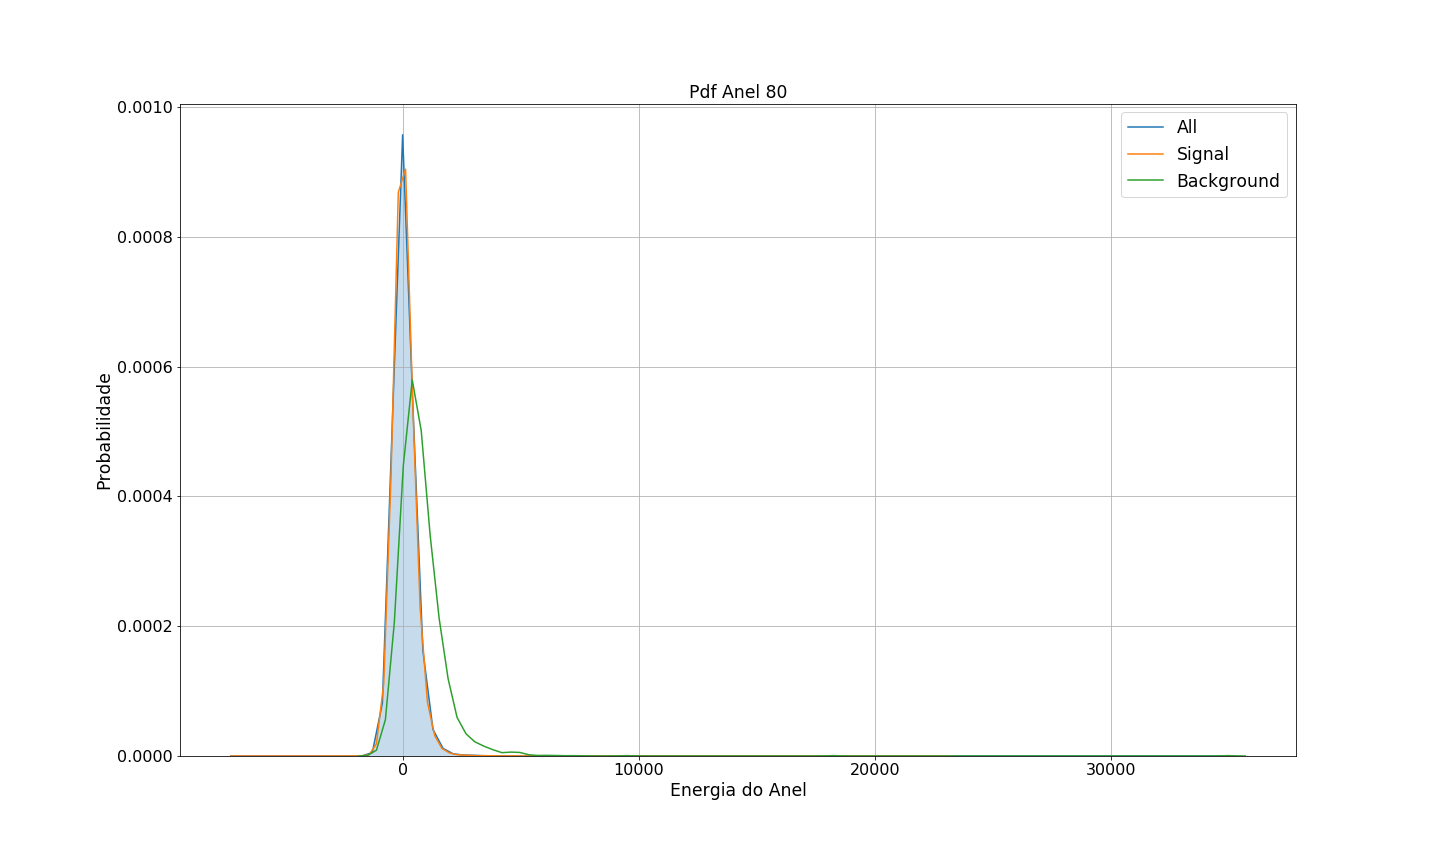 Pdf Anel 80
0.0010
0.0008
0.0006
0.0004
0.0002
0.0000
Probabilidade
All
Signal
Background
0
10000
20000
30000
Energia do Anel